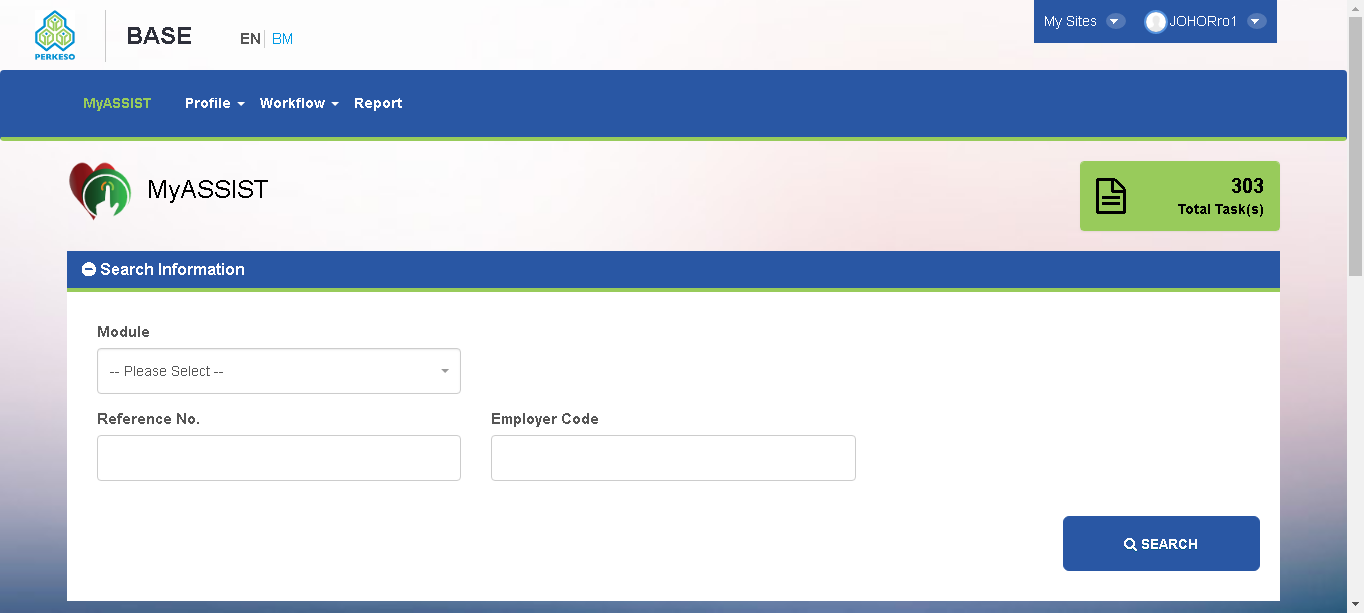 PERKESO
BASE
EN BM
My Sites JOHORro1
MyASSIST Profile Workflow Report
MyASSIST
303
Total Task(s)
Search Information
Module
-- Please Select --
Reference No. Employer Code
SEARCH